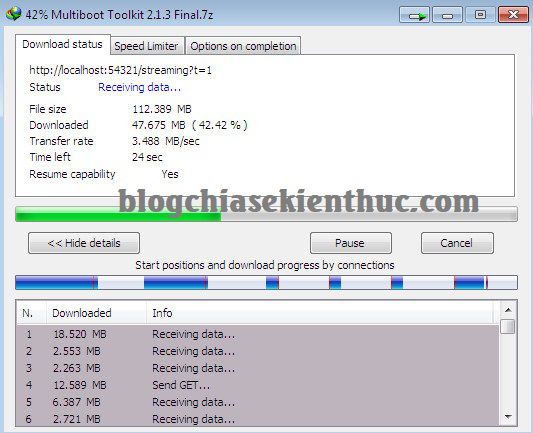 42% Multiboot Toolkit 2.1.3 Final.7z
Download status Speed Limiter Options on completion
http://localhost:54321/streaming?t=1
Status Receiving data...
File size 112.389 MB
Downloaded 47.675 MB ( 42.42 % )
Transfer rate 3.488 MB/sec
Time left 24 sec
Resume capability Yes
blogchiasekienthuc.com
<< Hide details Pause Cancel
Start positions and download progress by connections
N. Downloaded Info
1 18.520 MB Receiving data...
2 2.553 MB Receiving data...
3 2.263 MB Receiving data...
4 12.589 MB Send GET...
5 6.387 MB Receiving data...
6 2.721 MB Receiving data...